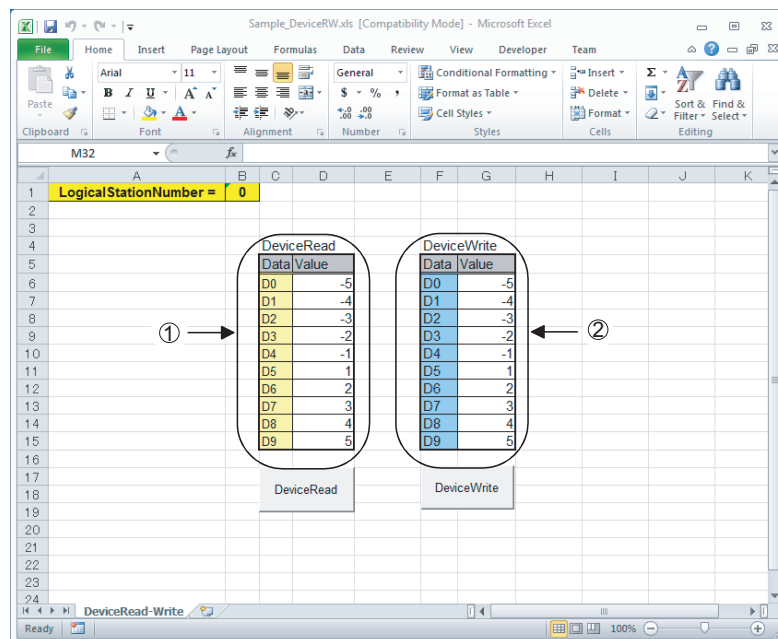 Sample_DeviceRW.xls [Compatibility Mode] - Microsoft Excel
File Home Insert Page Layout Formulas Data Review View Developer Team
Paste
Clipboard
Arial 11
B I U A A
A
Font
Alignment
General
$ % ,
.0 .00 .00 .0
Number
Conditional Formatting
Format as Table
Cell Styles
Styles
Insert
Delete
Format
Cells
Σ
Sort & Filter
Find & Select
Editing
M32 fx
A B C D E F G H I J K
1 LogicalStationNumber = 0
2
3
4 DeviceRead DeviceWrite
5 Data Value Data Value
6 D0 -5 D0 -5
7 D1 -4 D1 -4
8 D2 -3 D2 -3
① ②
9 D3 -2 D3 -2
10 D4 -1 D4 -1
11 D5 1 D5 1
12 D6 2 D6 2
13 D7 3 D7 3
14 D8 4 D8 4
15 D9 5 D9 5
16
17
18 DeviceRead DeviceWrite
19
20
21
22
23
24
DeviceRead-Write
Ready 100%